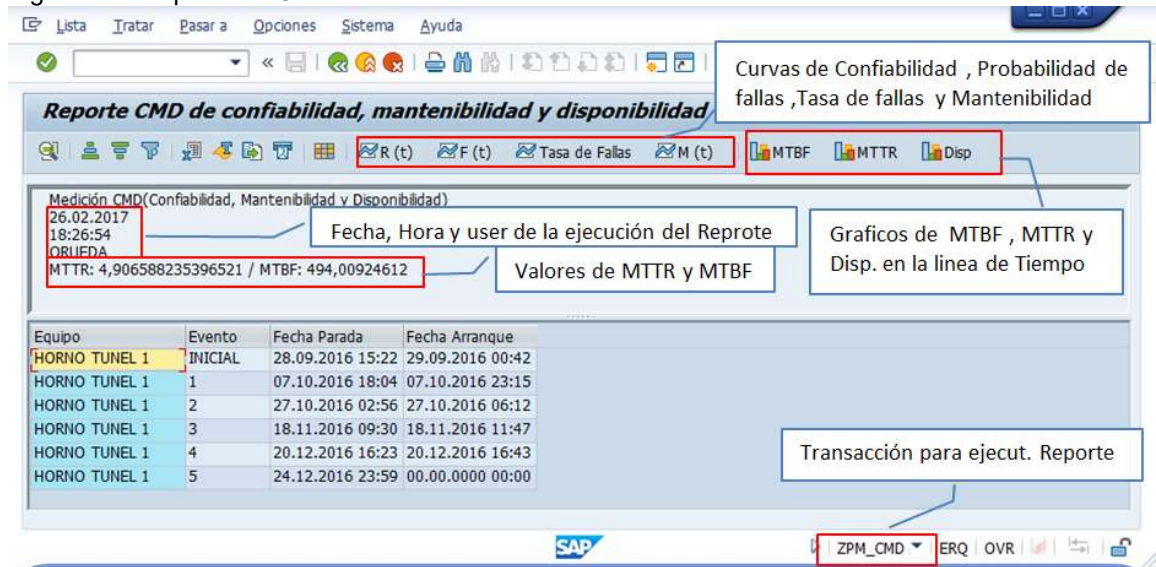 Lista Tratar Pasar a Opciones Sistema Ayuda
Reporte CMD de confiabilidad, mantenibilidad y disponibilidad
Curvas de Confiabilidad , Probabilidad de
fallas ,Tasa de fallas y Mantenibilidad
R (t) F (t) Tasa de Fallas M (t) MTBF MTTR Disp
Medición CMD(Confiabilidad, Mantenibilidad y Disponibilidad)
26.02.2017
18:26:54
ORUEDA
MTTR: 4,906588235396521 / MTBF: 494,00924612
Fecha, Hora y user de la ejecución del Reprote
Valores de MTTR y MTBF
Graficos de MTBF , MTTR y
Disp. en la linea de Tiempo
Equipo Evento Fecha Parada Fecha Arranque
HORNO TUNEL 1 INICIAL 28.09.2016 15:22 29.09.2016 00:42
HORNO TUNEL 1 1 07.10.2016 18:04 07.10.2016 23:15
HORNO TUNEL 1 2 27.10.2016 02:56 27.10.2016 06:12
HORNO TUNEL 1 3 18.11.2016 09:30 18.11.2016 11:47
HORNO TUNEL 1 4 20.12.2016 16:23 20.12.2016 16:43
HORNO TUNEL 1 5 24.12.2016 23:59 00.00.0000 00:00
Transacción para ejecut. Reporte
SAP
ZPM_CMD ERQ OVR